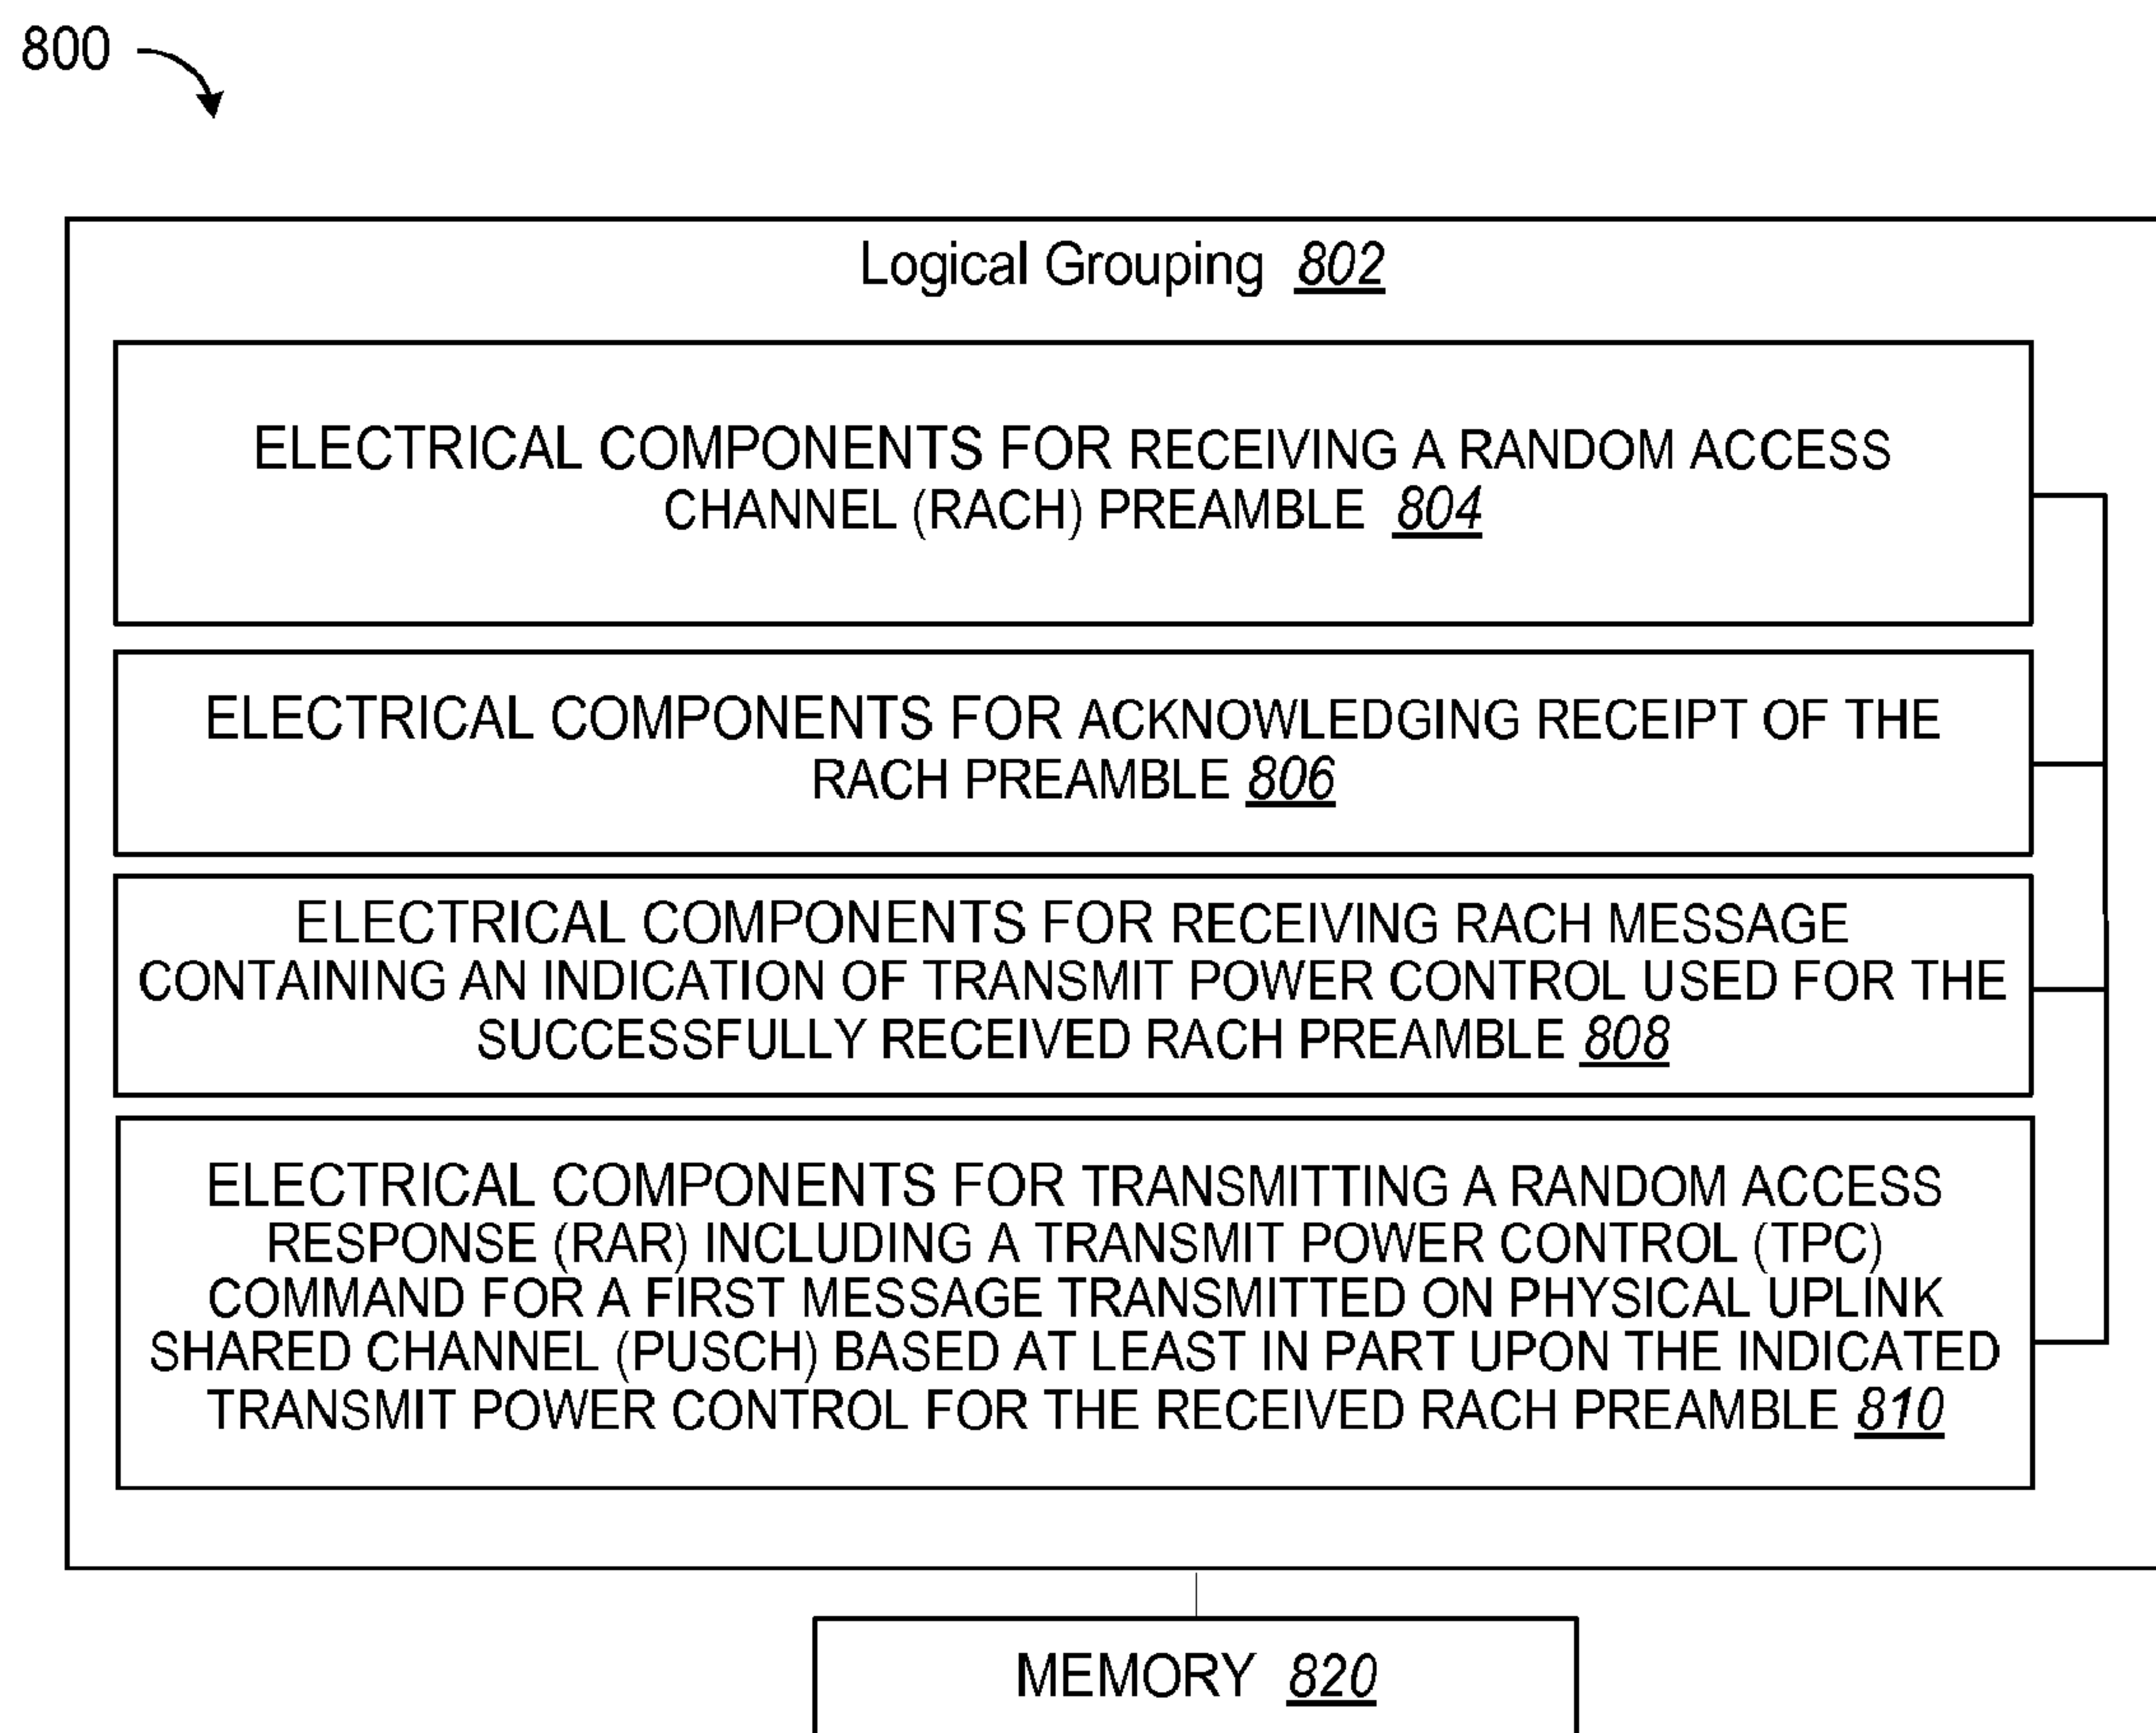 800
Logical Grouping 802
ELECTRICAL COMPONENTS FOR RECEIVING A RANDOM ACCESS
CHANNEL (RACH) PREAMBLE 804
ELECTRICAL COMPONENTS FOR ACKNOWLEDGING RECEIPT OF THE
RACH PREAMBLE 806
ELECTRICAL COMPONENTS FOR RECEIVING RACH MESSAGE
CONTAINING AN INDICATION OF TRANSMIT POWER CONTROL USED FOR THE
SUCCESSFULLY RECEIVED RACH PREAMBLE 808
ELECTRICAL COMPONENTS FOR TRANSMITTING A RANDOM ACCESS
RESPONSE (RAR) INCLUDING A TRANSMIT POWER CONTROL (TPC)
COMMAND FOR A FIRST MESSAGE TRANSMITTED ON PHYSICAL UPLINK
SHARED CHANNEL (PUSCH) BASED AT LEAST IN PART UPON THE INDICATED
TRANSMIT POWER CONTROL FOR THE RECEIVED RACH PREAMBLE 810
MEMORY 820